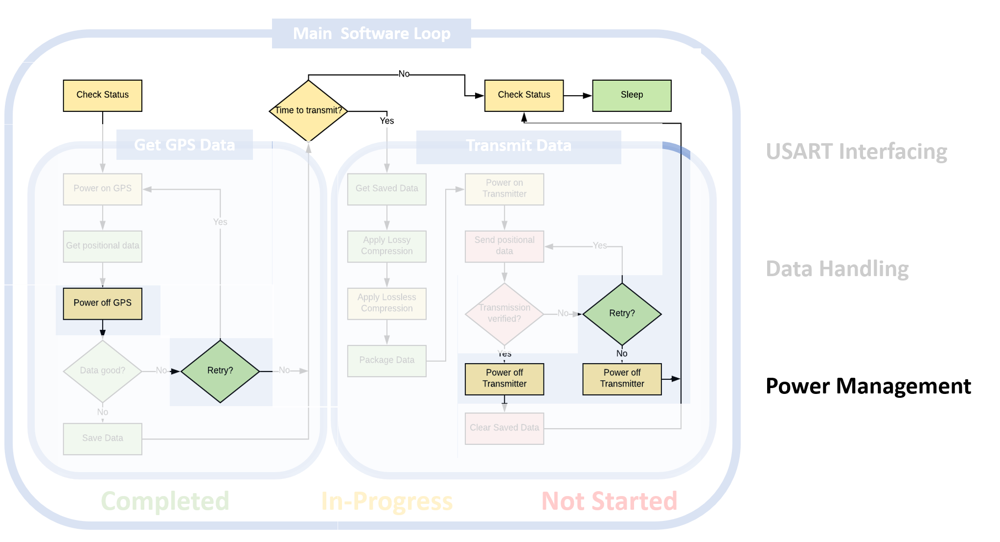 Main Software Loop
No
Check Status
Time to transmit?
Yes
Check Status
Sleep
Get GPS Data
Power on GPS
Yes
Get positional data
Power off GPS
Data good?
No
Retry?
No
No
Save Data
Transmit Data
Get Saved Data
Apply Lossy
Compression
Apply Lossless
Compression
Package Data
Power on
Transmitter
Send positional
data
Yes
Transmission
verified?
No
Retry?
Yes
No
Power off
Transmitter
Power off
Transmitter
Clear Saved Data
Completed
In-Progress
Not Started
USART Interfacing
Data Handling
Power Management